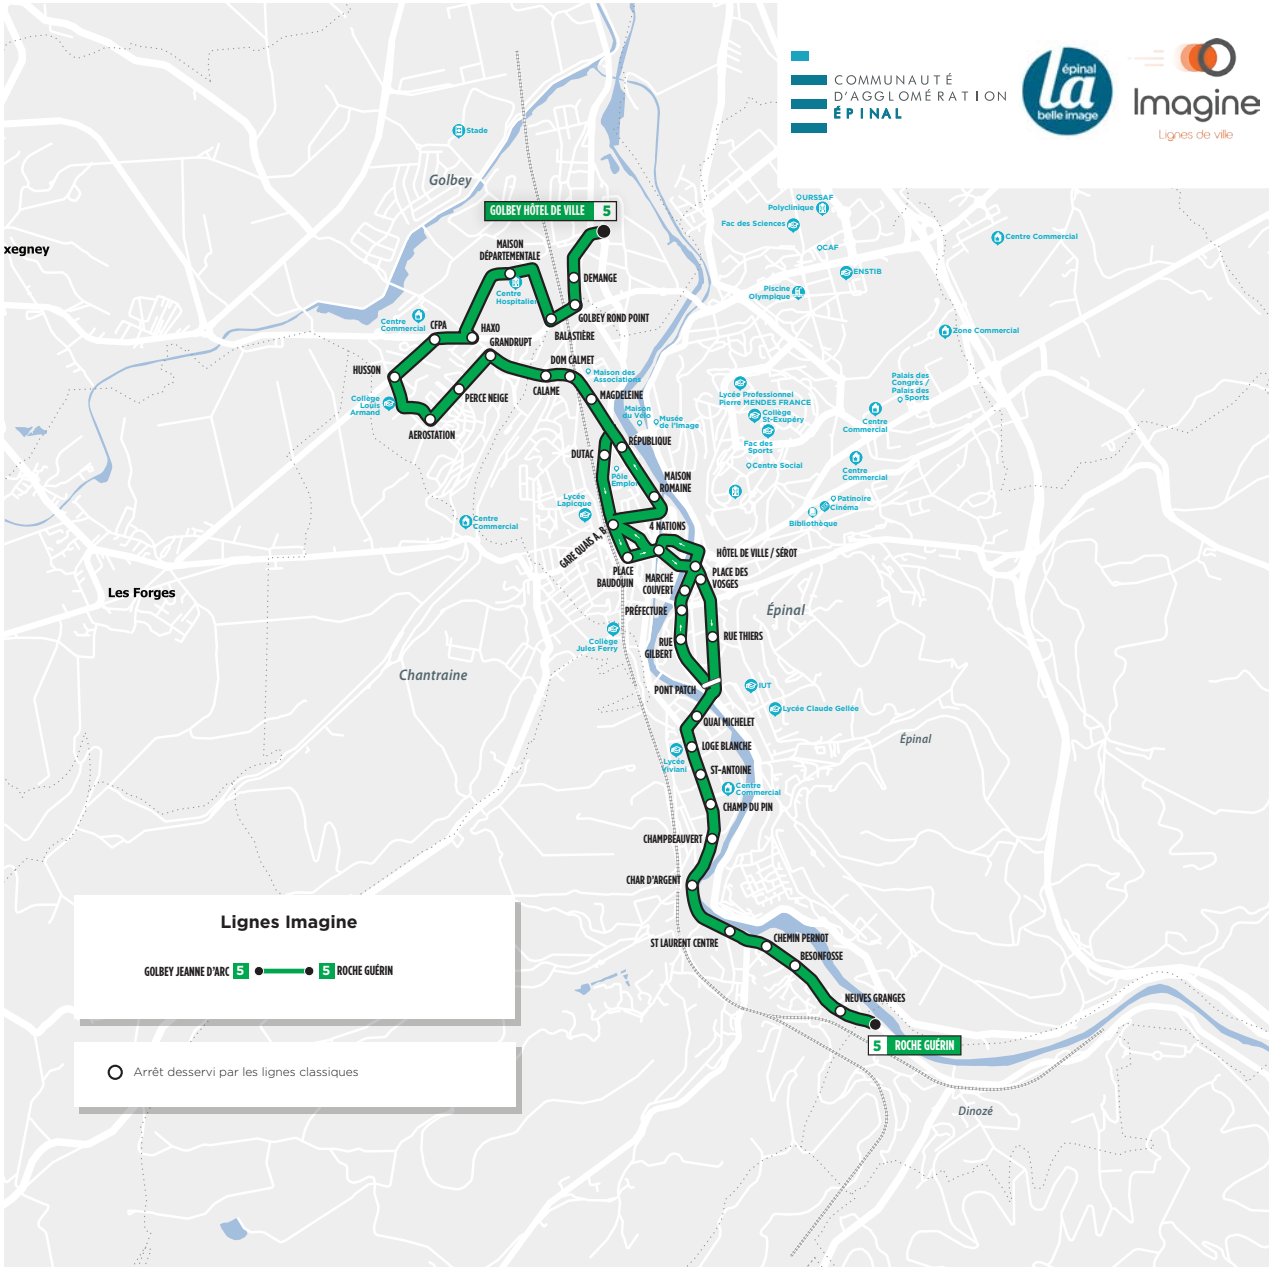 COMMUNAUTÉ
D'AGGLOMÉRATION
ÉPINAL
épinal
la
belle image
Imagine
Lignes de ville
Stade
Golbey
URSSAF
Polyclinique
Fac des Sciences
CAF
Centre Commercial
ENSTIB
Piscine
Olympique
Zone Commercial
xegney
GOLBEY HÔTEL DE VILLE 5
MAISON
DÉPARTEMENTALE
DEMANGE
Centre
Hospitalier
GOLBEY ROND POINT
BALASTIÈRE
Centre
Commercial
CFPA
HAXO
GRANDRUPT
HUSSON
DOM CALMET
CALAME
Maison des
Associations
MAGDELEINE
PERCE NEIGE
Collège
Louis
Armand
AEROSTATION
Maison
du Vélo
Musée
de l'Image
Lycée Professionnel
Pierre MENDES FRANCE
Collège
St-Exupéry
Fac des
Sports
Palais des
Congrès /
Palais des
Sports
Centre
Commercial
Centre Social
Centre
Commercial
Patinoire
Cinéma
Bibliothèque
RÉPUBLIQUE
DUTAC
Pôle
Emploi
MAISON
ROMAINE
Lycée
Lapicque
Centre
Commercial
4 NATIONS
GARE QUAIS A, B
PLACE
BAUDOUIN
HÔTEL DE VILLE / SÉROT
MARCHÉ
COUVERT
PLACE DES
VOSGES
Les Forges
PRÉFECTURE
Épinal
RUE
GILBERT
RUE THIERS
Collège
Jules Ferry
Chantraine
PONT PATCH
IUT
Lycée Claude Gellée
QUAI MICHELET
Épinal
LOGE BLANCHE
Lycée
Viviani
ST-ANTOINE
Centre
Commercial
CHAMP DU PIN
CHAMPBEAUVERT
CHAR D'ARGENT
ST LAURENT CENTRE
CHEMIN PERNOT
BESONFOSSE
NEUVES GRANGES
5 ROCHE GUÉRIN
Dinozé
Lignes Imagine
GOLBEY JEANNE D'ARC 5 5 ROCHE GUÉRIN
Arrêt desservi par les lignes classiques